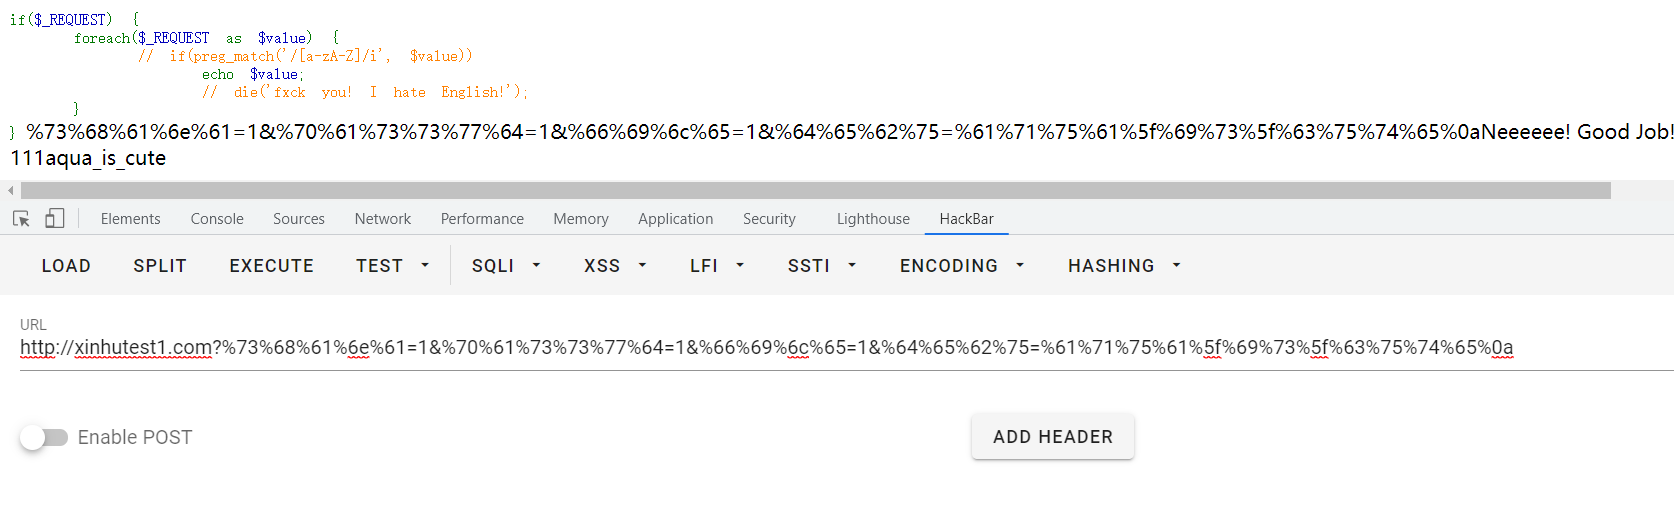 if($_REQUEST) {
foreach($_REQUEST as $value) {
// if(preg_match('/[a-zA-Z]/i', $value))
echo $value;
// die('fxck you! I hate English!');
}
} %73%68%61%6e%61=1&%70%61%73%73%77%64=1&%66%69%6c%65=1&%64%65%62%75=%61%71%75%61%5f%69%73%5f%63%75%74%65%0aNeeeeee! Good Job!
111aqua_is_cute
Elements Console Sources Network Performance Memory Application Security Lighthouse HackBar
LOAD SPLIT EXECUTE TEST SQLI XSS LFI SSTI ENCODING HASHING
URL
http://xinhutest1.com?%73%68%61%6e%61=1&%70%61%73%73%77%64=1&%66%69%6c%65=1&%64%65%62%75=%61%71%75%61%5f%69%73%5f%63%75%74%65%0a
Enable POST
ADD HEADER